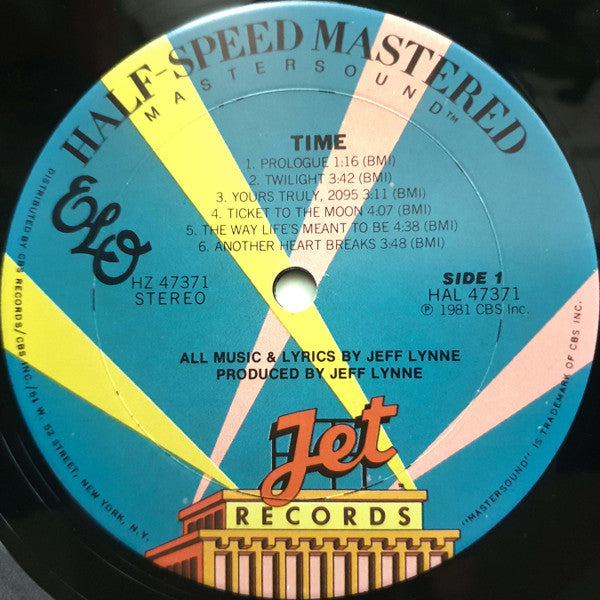 HALF-SPEED MASTERED
MASTERSOUND™
TIME
1. PROLOGUE 1:16 (BMI)
2. TWILIGHT 3:42 (BMI)
3. YOURS TRULY, 2095 3:11 (BMI)
4. TICKET TO THE MOON 4:07 (BMI)
5. THE WAY LIFE'S MEANT TO BE 4:38 (BMI)
6. ANOTHER HEART BREAKS 3:48 (BMI)
ELO
HZ 47371
STEREO
SIDE 1
HAL 47371
℗ 1981 CBS Inc.
ALL MUSIC & LYRICS BY JEFF LYNNE
PRODUCED BY JEFF LYNNE
Jet
RECORDS
DISTRIBUTED BY CBS RECORDS/CBS INC./51 W. 52 STREET, NEW YORK, N.Y.
"MASTERSOUND" IS TRADEMARK OF CBS INC.